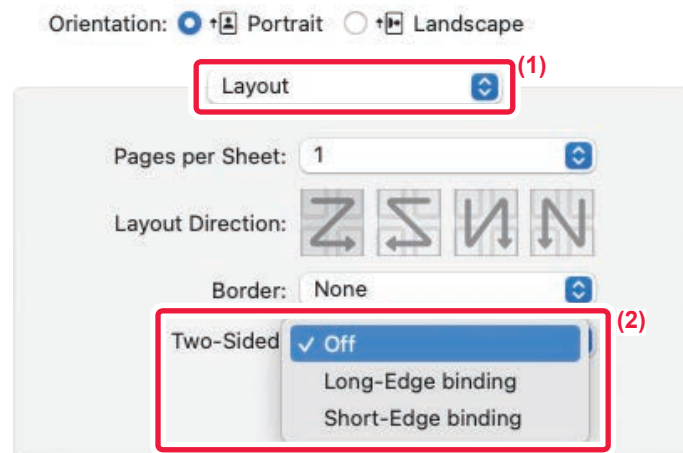 Orientation: Portrait Landscape
(1)
Layout
Pages per Sheet: 1
Layout Direction:
Border: None
(2)
Two-Sided ✓ Off
Long-Edge binding
Short-Edge binding